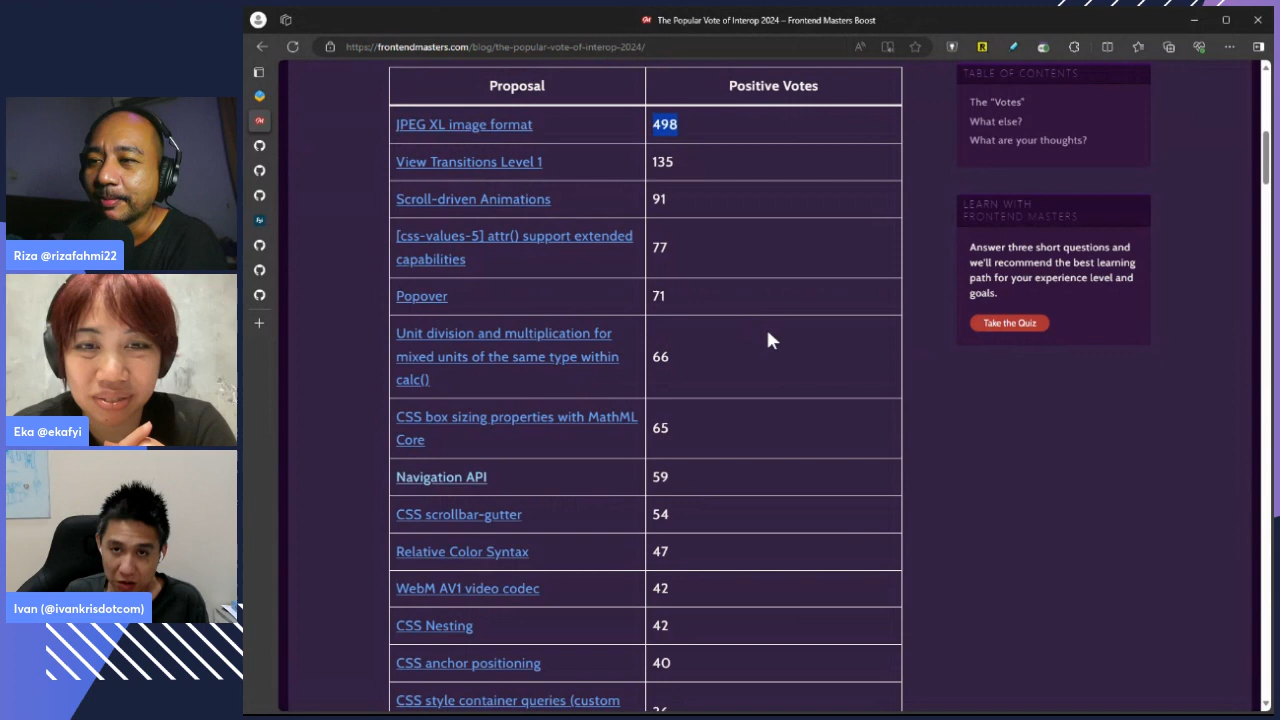 The Popular Vote of Interop 2024 – Frontend Masters Boost
https://frontendmasters.com/blog/the-popular-vote-of-interop-2024/
Riza @rizafahmi22
Eka @ekafyi
Ivan (@ivankrisdotcom)
Proposal Positive Votes
JPEG XL image format 498
View Transitions Level 1 135
Scroll-driven Animations 91
[css-values-5] attr() support extended
capabilities 77
Popover 71
Unit division and multiplication for
mixed units of the same type within
calc() 66
CSS box sizing properties with MathML
Core 65
Navigation API 59
CSS scrollbar-gutter 54
Relative Color Syntax 47
WebM AV1 video codec 42
CSS Nesting 42
CSS anchor positioning 40
CSS style container queries (custom
TABLE OF CONTENTS
The "Votes"
What else?
What are your thoughts?
LEARN WITH
FRONTEND MASTERS
Answer three short questions and
we'll recommend the best learning
path for your experience level and
goals.
Take the Quiz